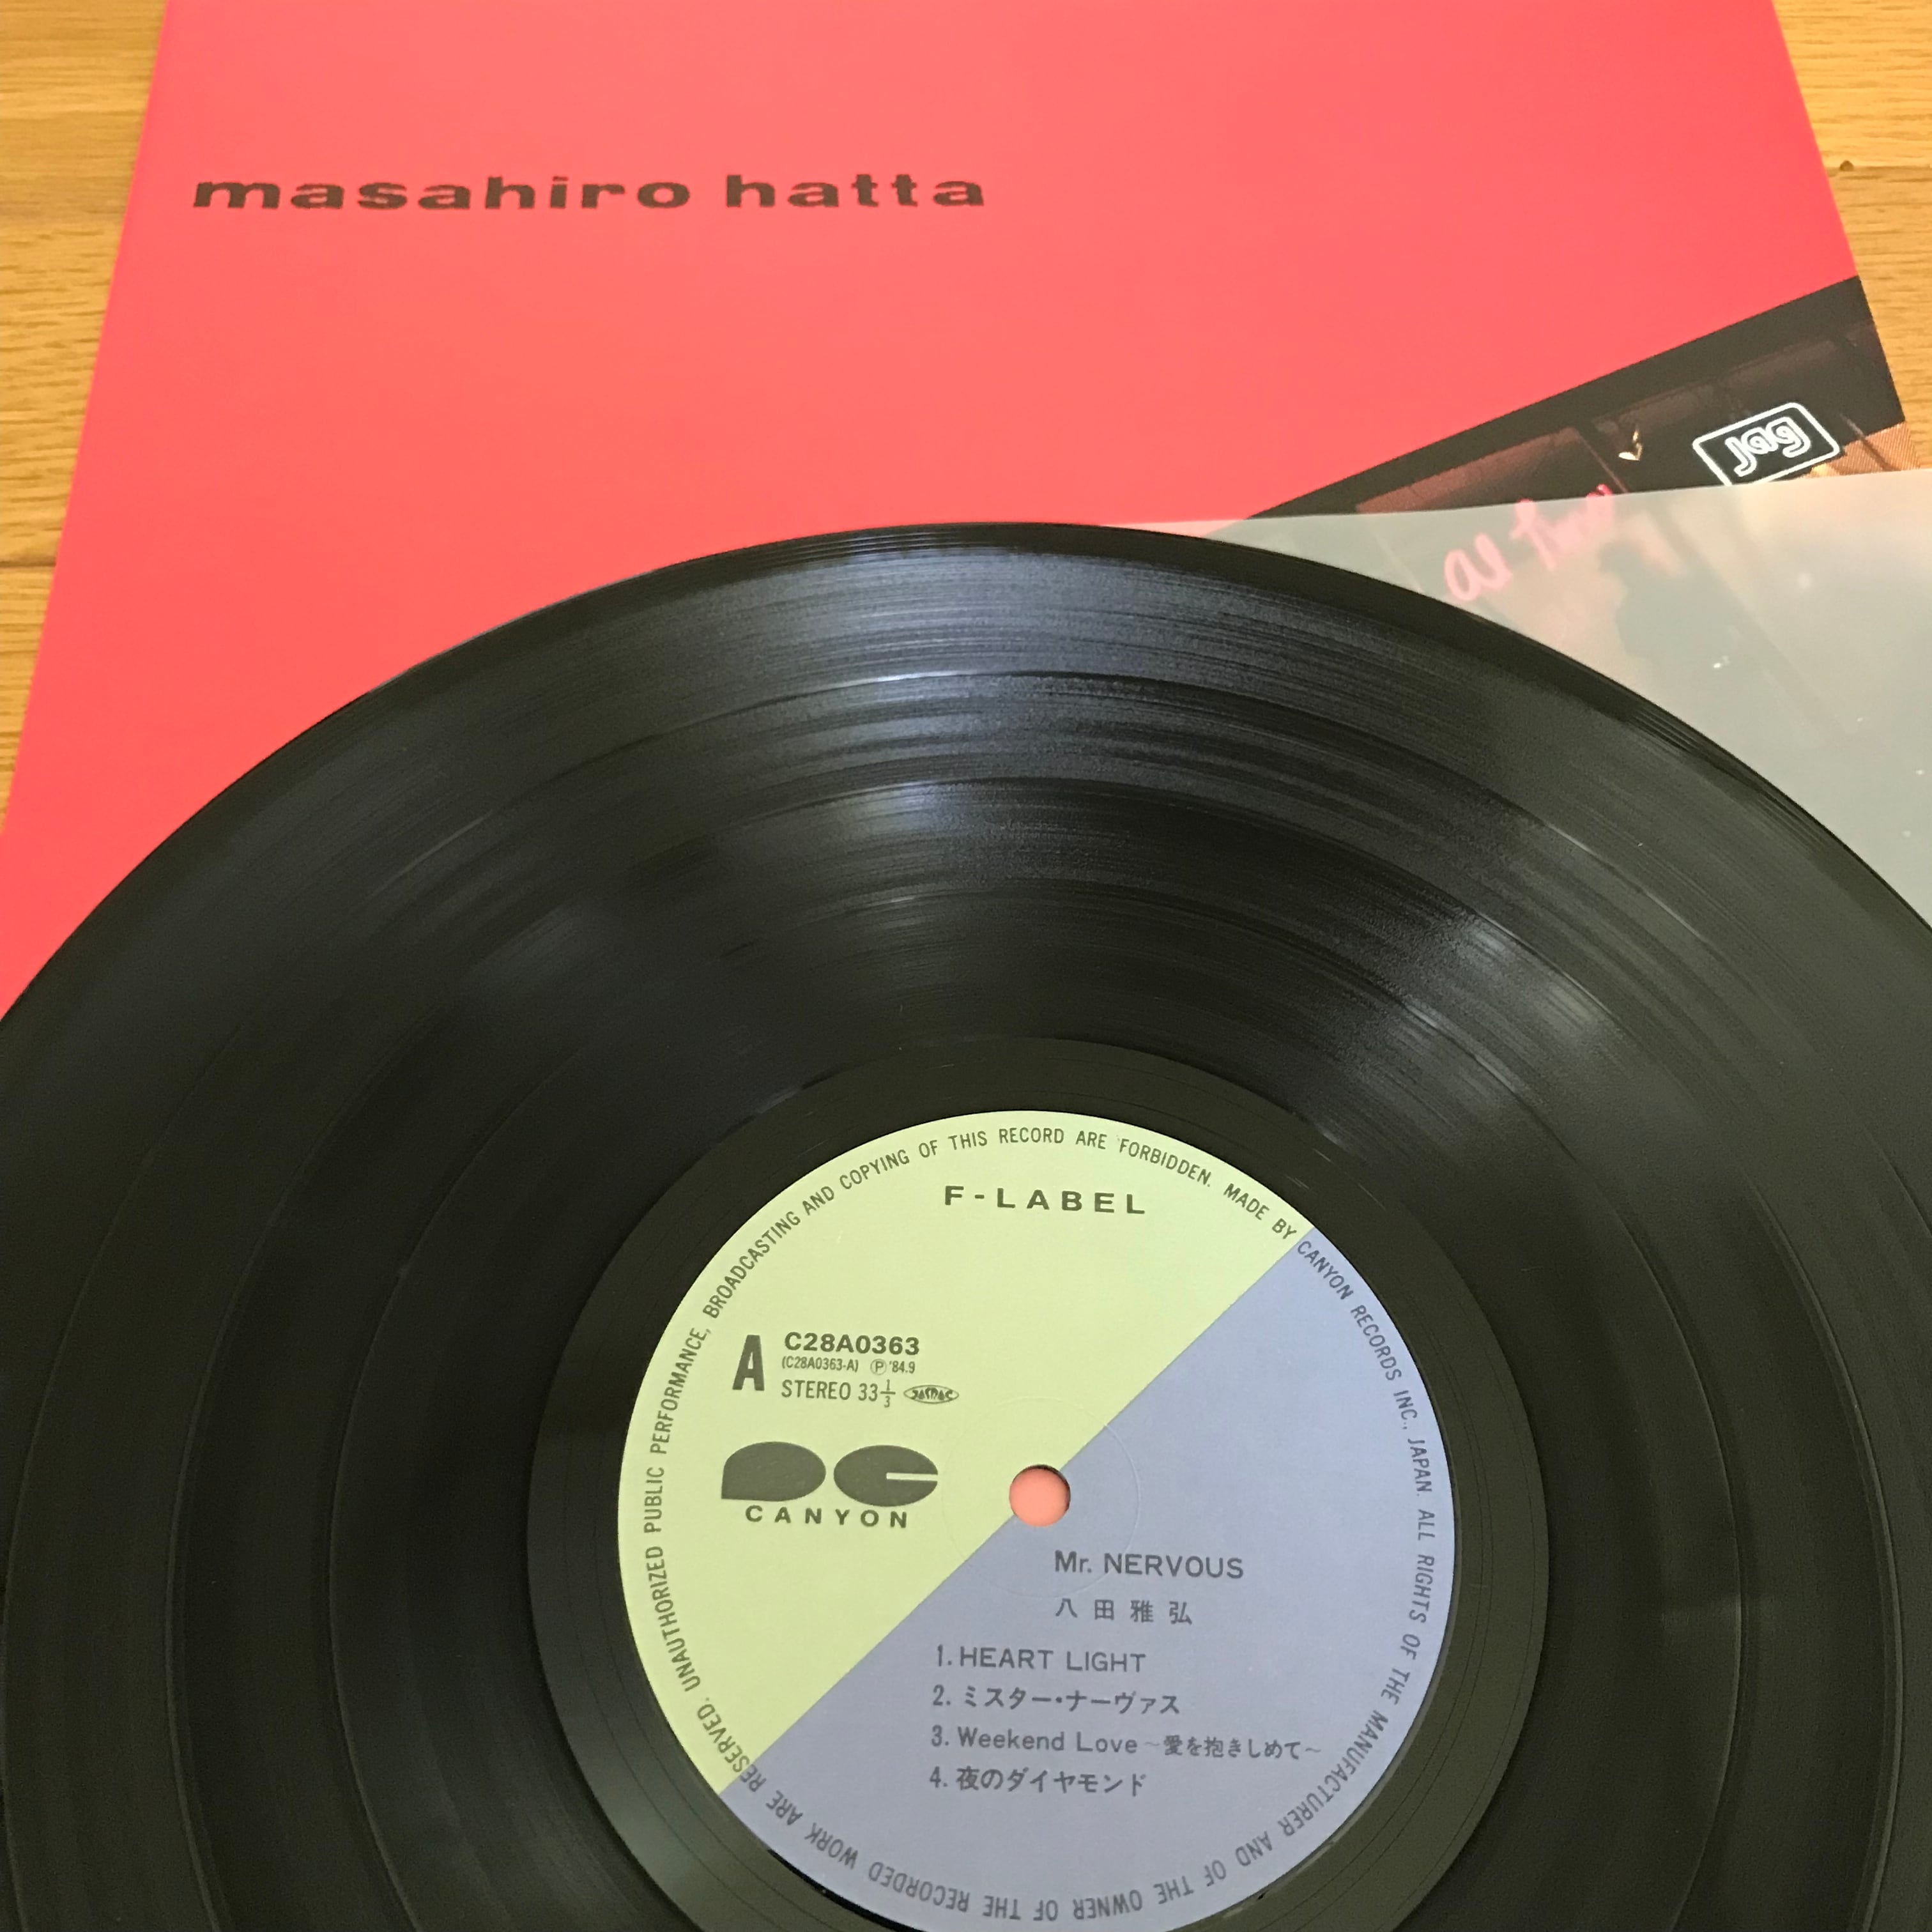 masahiro hatta
Jag
UNAUTHORIZED PUBLIC PERFORMANCE, BROADCASTING AND COPYING OF THIS RECORD ARE FORBIDDEN. MADE BY CANYON RECORDS INC., JAPAN. ALL RIGHTS OF THE MANUFACTURER AND OF THE OWNER OF THE RECORDED WORK ARE RESERVED.
F-LABEL
A
C28A0363
(C28A0363-A) Ⓟ'84.9
STEREO 33 1/3 JASRAC
CANYON
Mr. NERVOUS
八田雅弘
1. HEART LIGHT
2. ミスター・ナーヴァス
3. Weekend Love ~愛を抱きしめて~
4. 夜のダイヤモンド